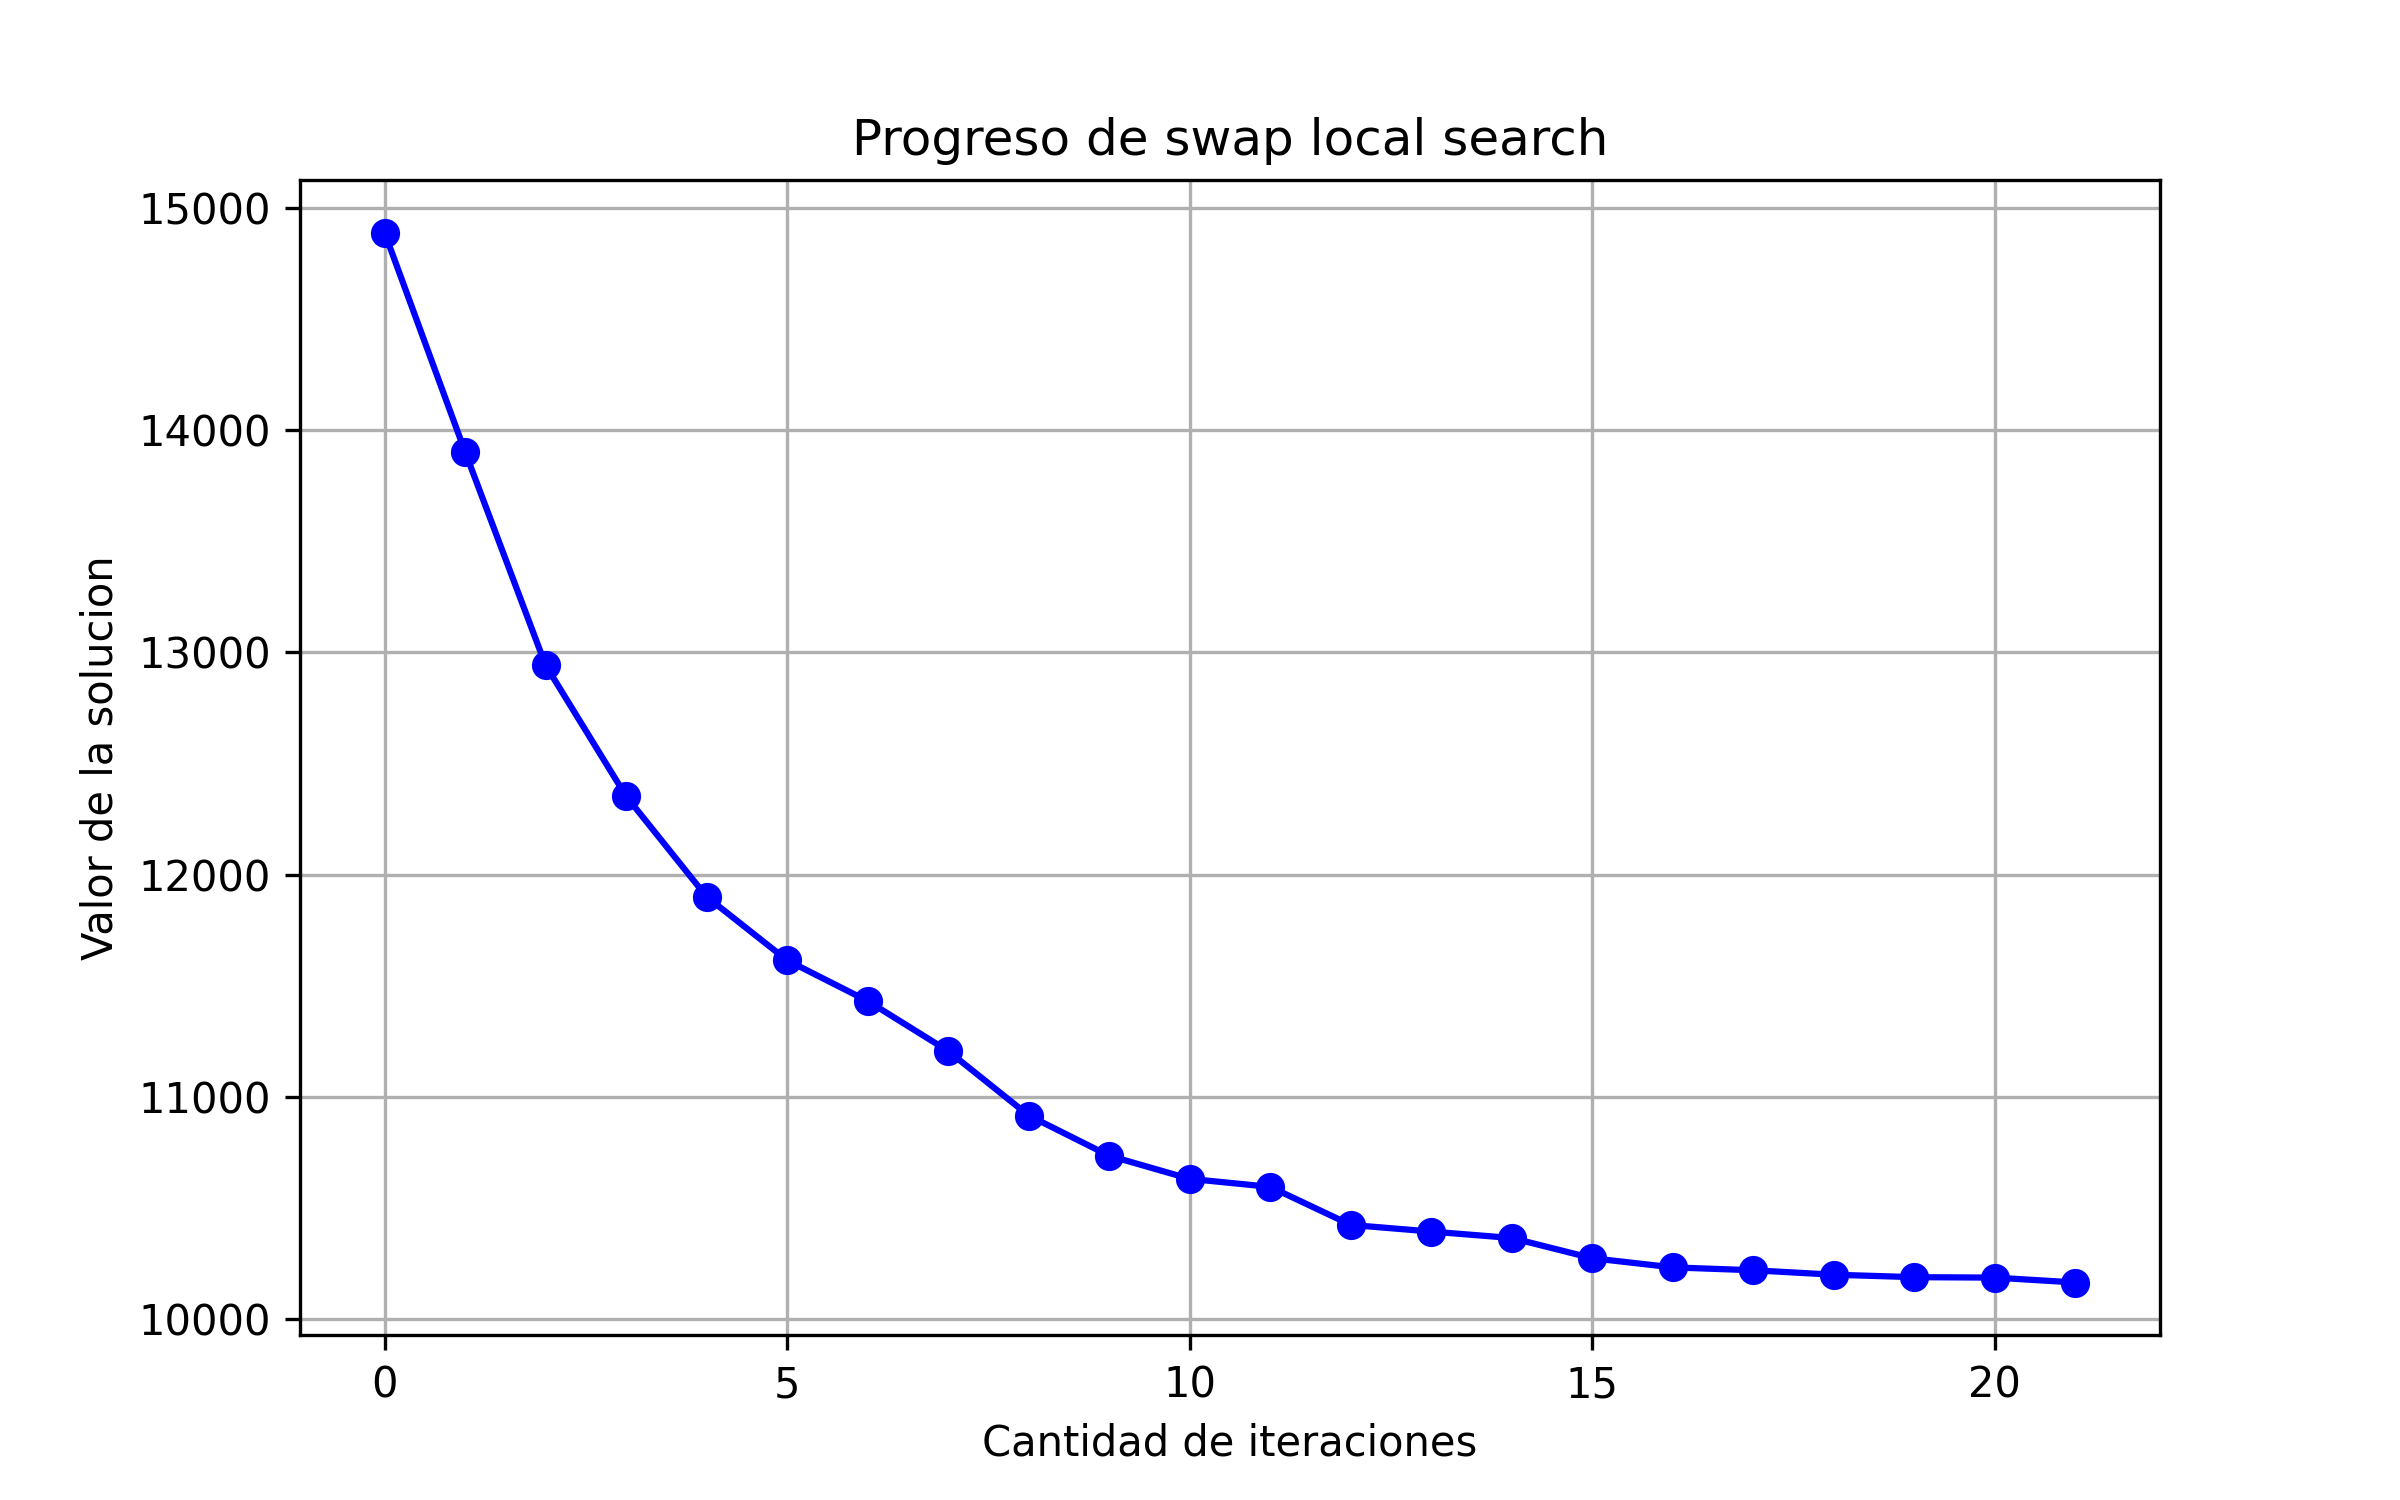 Progreso de swap local search
Valor de la solucion
15000
14000
13000
12000
11000
10000
0 5 10 15 20
Cantidad de iteraciones